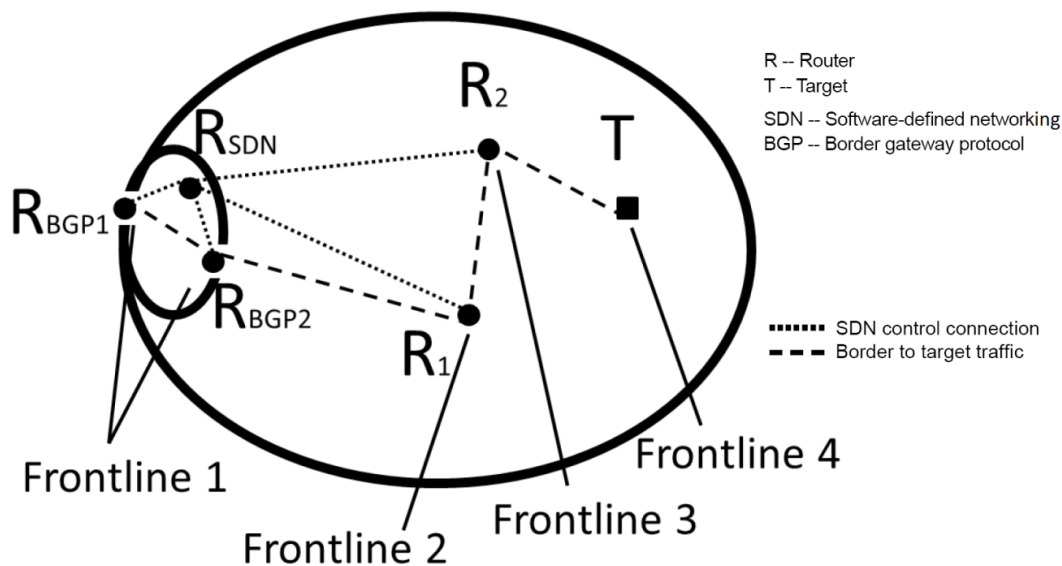 R -- Router
T -- Target
SDN -- Software-defined networking
BGP -- Border gateway protocol
R2
T
RSDN
RBGP1
RBGP2
R1
SDN control connection
Border to target traffic
Frontline 1
Frontline 4
Frontline 3
Frontline 2